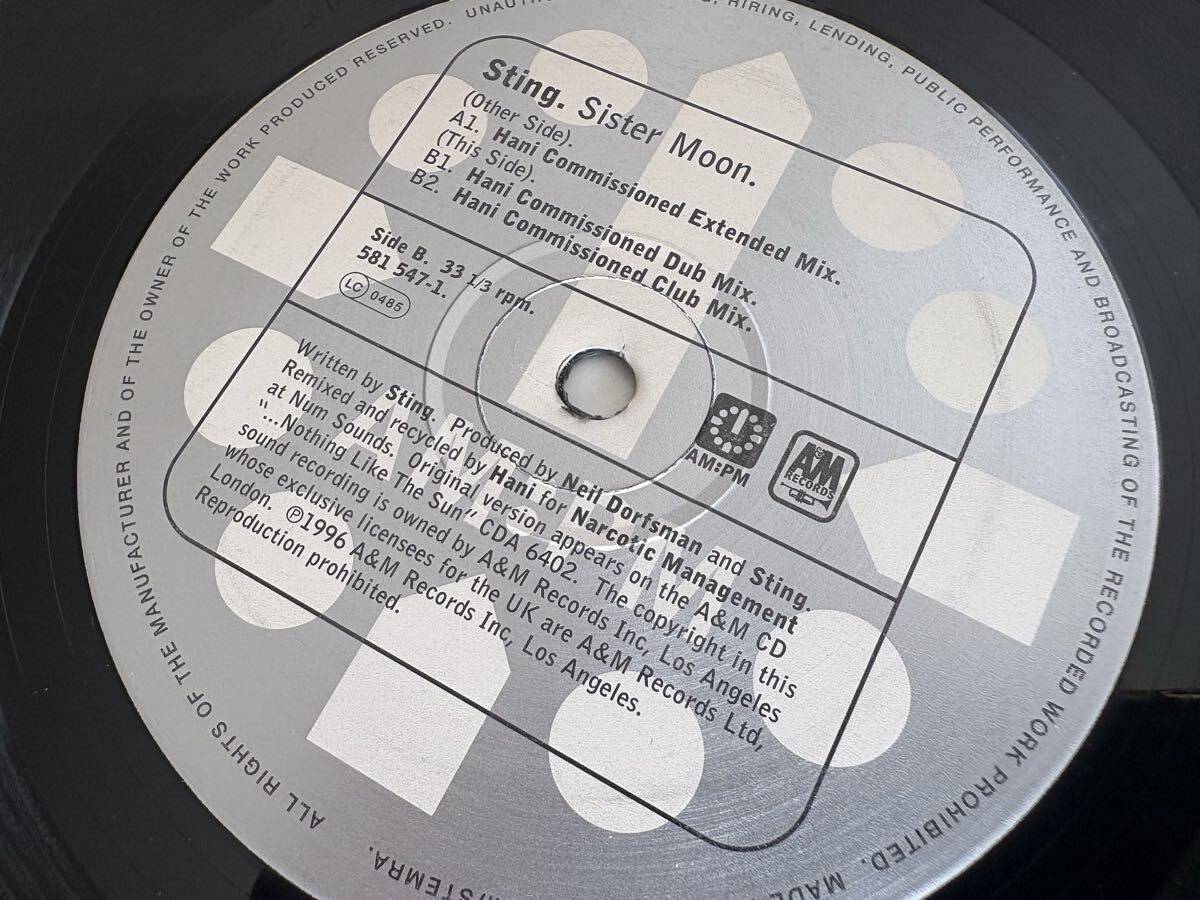 Sting. Sister Moon.
(Other Side).
A1. Hani Commissioned Extended Mix.
(This Side).
B1. Hani Commissioned Dub Mix.
B2. Hani Commissioned Club Mix.
Side B. 33 1/3 rpm.
581 547-1.
LC 0485
AM:PM
A&M
RECORDS
Written by Sting. Produced by Neil Dorfsman and Sting.
Remixed and recycled by Hani for Narcotic Management
at Num Sounds. Original version appears on the A&M CD
"...Nothing Like The Sun" CDA 6402. The copyright in this
sound recording is owned by A&M Records Inc, Los Angeles
whose exclusive licensees for the UK are A&M Records Ltd,
London. ℗1996 A&M Records Inc, Los Angeles.
Reproduction prohibited.
AM:PM
ALL RIGHTS OF THE MANUFACTURER AND OF THE OWNER OF THE WORK PRODUCED RESERVED. HIRING, LENDING, PUBLIC PERFORMANCE AND BROADCASTING OF THE RECORDED WORK PROHIBITED. MADE